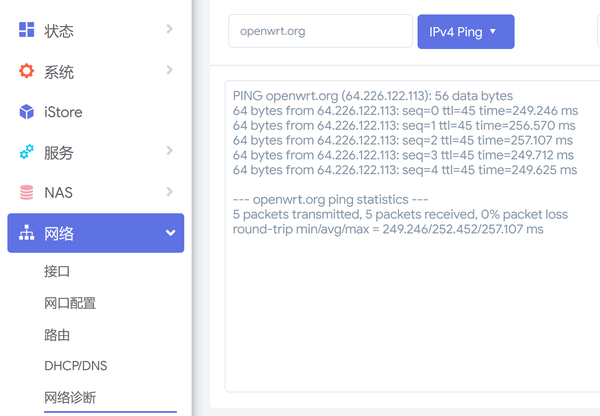 状态
系统
iStore
服务
NAS
网络
接口
网口配置
路由
DHCP/DNS
网络诊断
openwrt.org
IPv4 Ping
PING openwrt.org (64.226.122.113): 56 data bytes
64 bytes from 64.226.122.113: seq=0 ttl=45 time=249.246 ms
64 bytes from 64.226.122.113: seq=1 ttl=45 time=256.570 ms
64 bytes from 64.226.122.113: seq=2 ttl=45 time=257.107 ms
64 bytes from 64.226.122.113: seq=3 ttl=45 time=249.712 ms
64 bytes from 64.226.122.113: seq=4 ttl=45 time=249.625 ms
--- openwrt.org ping statistics ---
5 packets transmitted, 5 packets received, 0% packet loss
round-trip min/avg/max = 249.246/252.452/257.107 ms